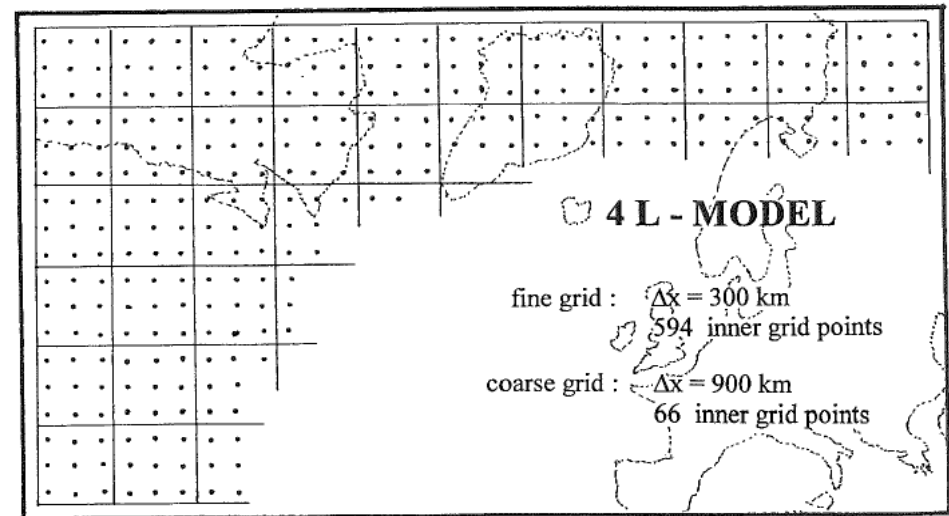 4 L - MODEL
fine grid : Δx = 300 km
594 inner grid points
coarse grid : Δx = 900 km
66 inner grid points